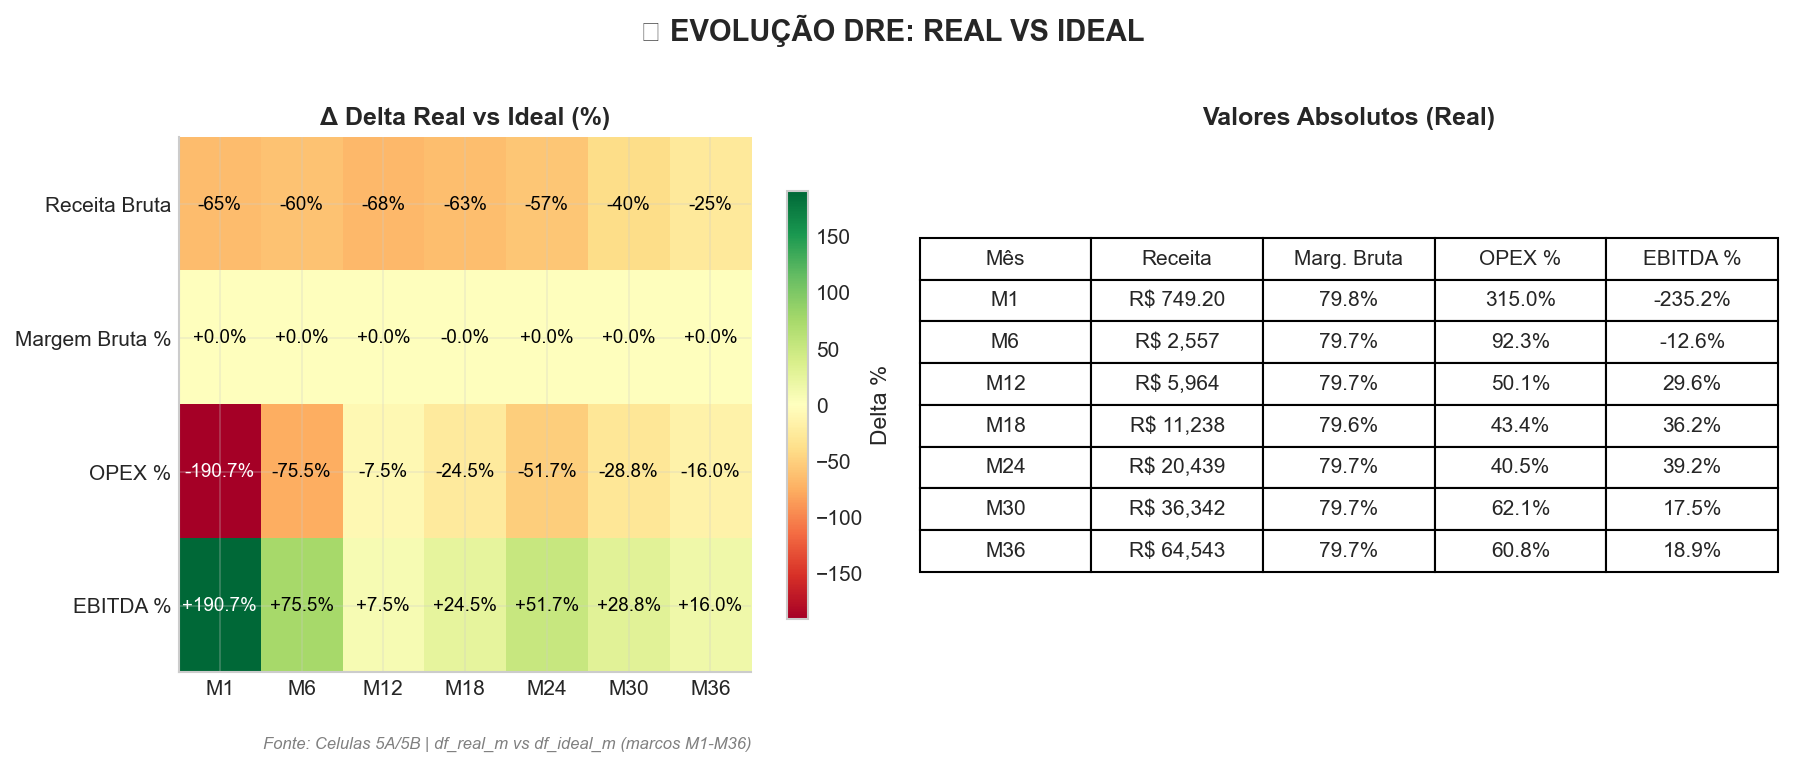 EVOLUÇÃO DRE: REAL VS IDEAL
Δ Delta Real vs Ideal (%)
Receita Bruta -65% -60% -68% -63% -57% -40% -25%
Margem Bruta % +0.0% +0.0% +0.0% -0.0% +0.0% +0.0% +0.0%
OPEX % -190.7% -75.5% -7.5% -24.5% -51.7% -28.8% -16.0%
EBITDA % +190.7% +75.5% +7.5% +24.5% +51.7% +28.8% +16.0%
M1 M6 M12 M18 M24 M30 M36
150
100
50
0
−50
−100
−150
Delta %
Valores Absolutos (Real)
Mês Receita Marg. Bruta OPEX % EBITDA %
M1 R$ 749.20 79.8% 315.0% -235.2%
M6 R$ 2,557 79.7% 92.3% -12.6%
M12 R$ 5,964 79.7% 50.1% 29.6%
M18 R$ 11,238 79.6% 43.4% 36.2%
M24 R$ 20,439 79.7% 40.5% 39.2%
M30 R$ 36,342 79.7% 62.1% 17.5%
M36 R$ 64,543 79.7% 60.8% 18.9%
Fonte: Celulas 5A/5B | df_real_m vs df_ideal_m (marcos M1-M36)